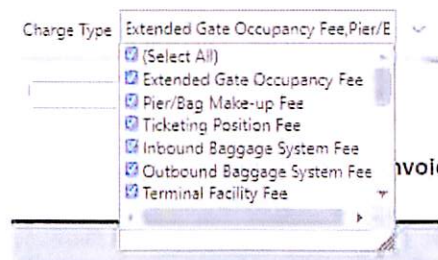 Charge Type Extended Gate Occupancy Fee,Pier/E
(Select All)
Extended Gate Occupancy Fee
Pier/Bag Make-up Fee
Ticketing Position Fee
Inbound Baggage System Fee
Outbound Baggage System Fee
nvoic
Terminal Facility Fee